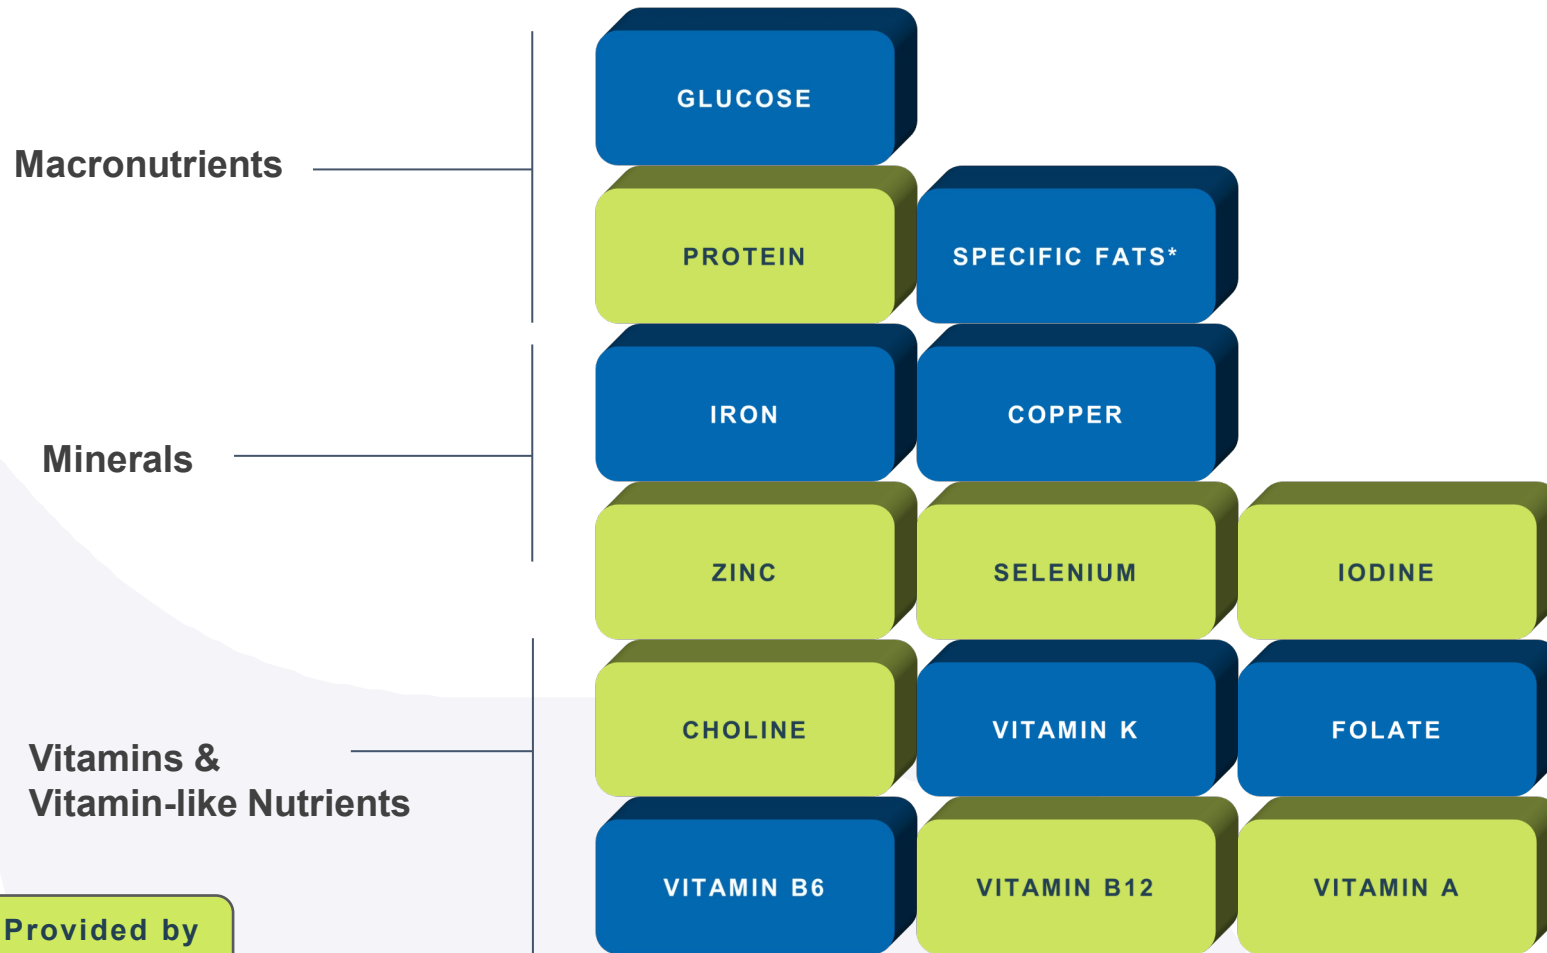 Macronutrients
GLUCOSE
PROTEIN
SPECIFIC FATS*
Minerals
IRON
COPPER
ZINC
SELENIUM
IODINE
Vitamins &
Vitamin-like Nutrients
CHOLINE
VITAMIN K
FOLATE
VITAMIN B6
VITAMIN B12
VITAMIN A
Provided by